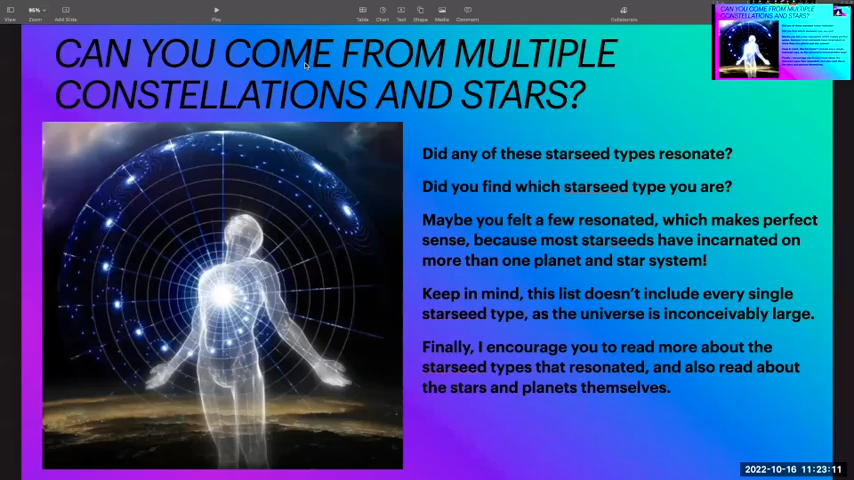 95%
View
Zoom
Add Slide
Play
Table
Chart
Text
Shape
Media
Comment
Collaborate
CAN YOU COME FROM MULTIPLE
CONSTELLATIONS AND STARS?
CAN YOU COME FROM MULTIPLE
CONSTELLATIONS AND STARS?
Did any of these starseed types resonate?
Did you find which starseed type you are?
Maybe you felt a few resonated, which makes perfect
sense, because most starseeds have incarnated on
more than one planet and star system!
Keep in mind, this list doesn't include every single
starseed type, as the universe is inconceivably large.
Finally, I encourage you to read more about the
starseed types that resonated, and also read about
the stars and planets themselves.
2022-10-16 11:23:11